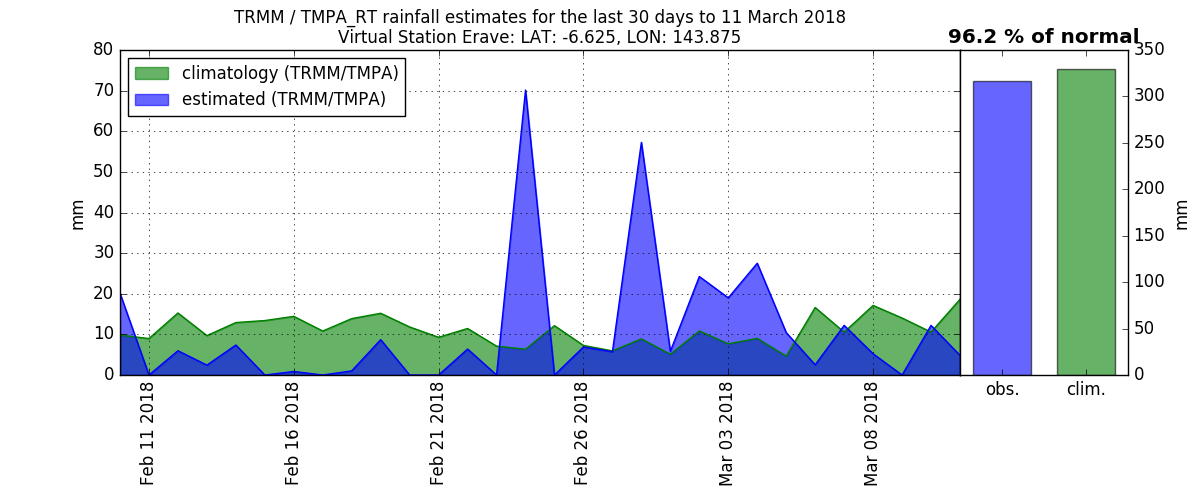 TRMM / TMPA_RT rainfall estimates for the last 30 days to 11 March 2018
Virtual Station Erave: LAT: -6.625, LON: 143.875
96.2 % of normal
climatology (TRMM/TMPA)
estimated (TRMM/TMPA)
80
70
60
50
40
30
20
10
0
mm
Feb 11 2018
Feb 16 2018
Feb 21 2018
Feb 26 2018
Mar 03 2018
Mar 08 2018
350
300
250
200
150
100
50
0
mm
obs.
clim.